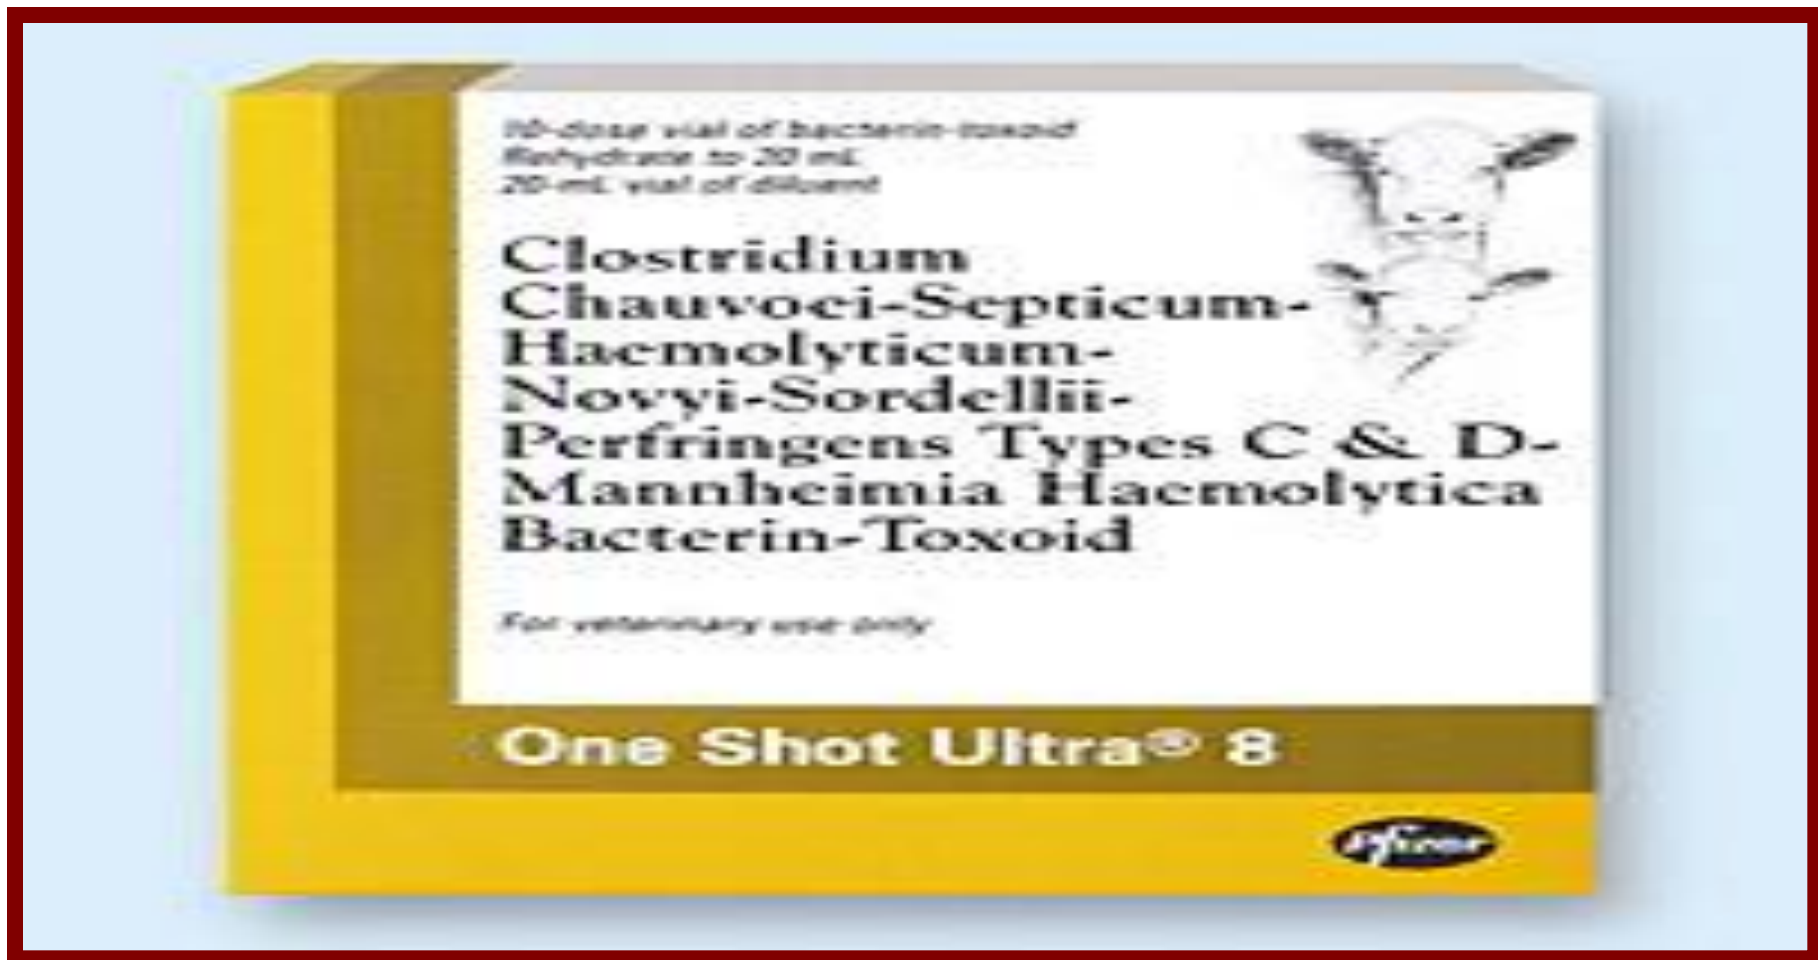 10-dose vial of bacterin-toxoid
Rehydrate to 20 mL
20-mL vial of diluent
Clostridium
Chauvoei-Septicum-
Haemolyticum-
Novyi-Sordellii-
Perfringens Types C & D-
Mannheimia Haemolytica
Bacterin-Toxoid
For veterinary use only
One Shot Ultra® 8
Pfizer